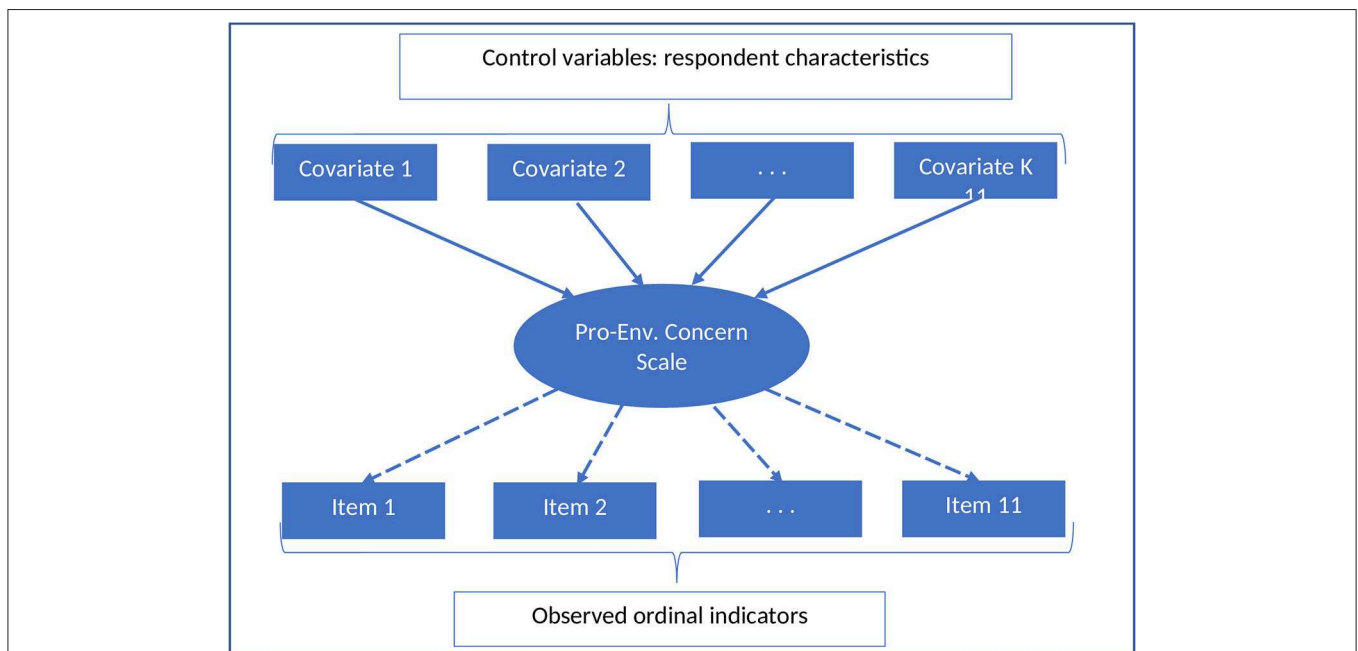 Control variables: respondent characteristics
Covariate 1
Covariate 2
. . .
Covariate K
11
Pro-Env. Concern
Scale
Item 1
Item 2
. . .
Item 11
Observed ordinal indicators